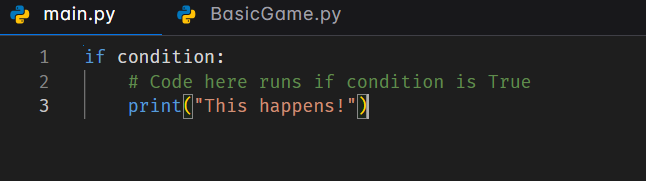 main.py BasicGame.py
1 if condition:
2 # Code here runs if condition is True
3 print("This happens!")